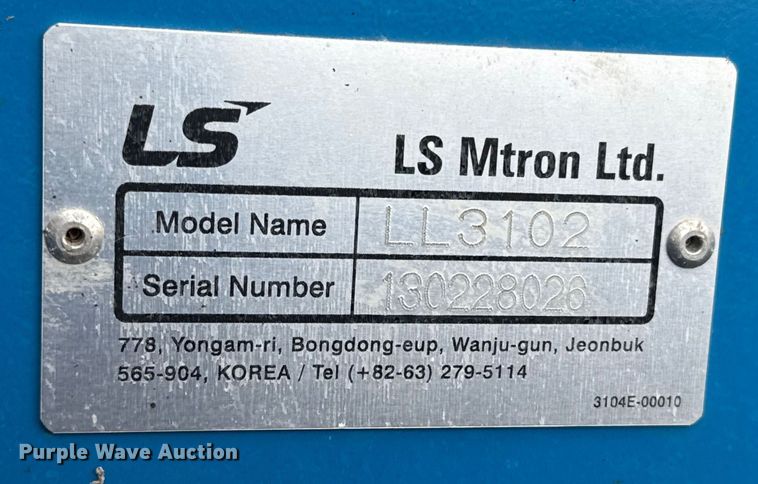 LS
LS Mtron Ltd.
Model Name LL3102
Serial Number 130228026
778, Yongam-ri, Bongdong-eup, Wanju-gun, Jeonbuk
565-904, KOREA / Tel (+82-63) 279-5114
3104E-00010
Purple Wave Auction